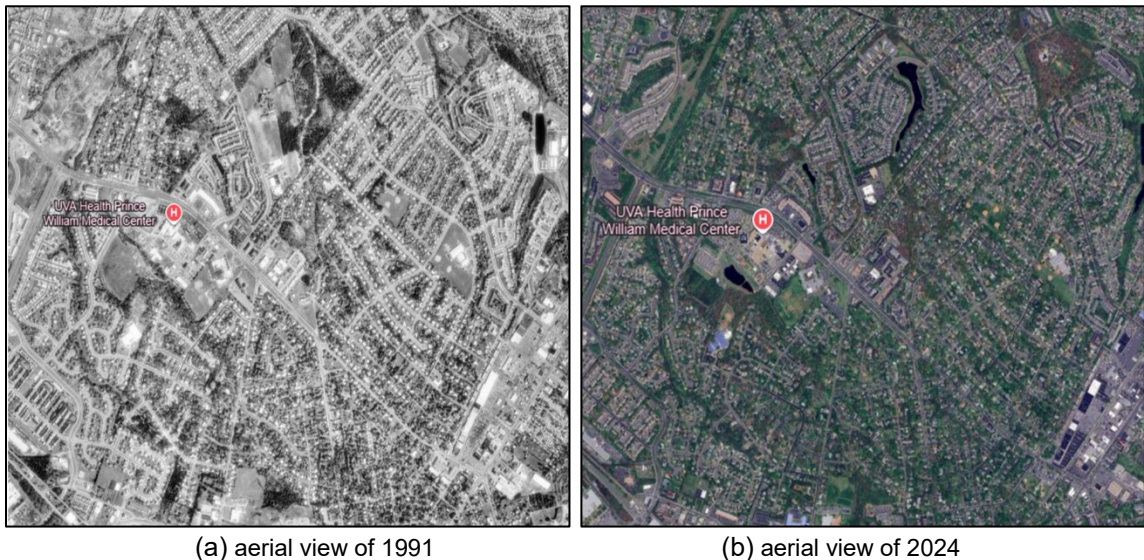 UVA Health Prince
William Medical Center
H
UVA Health Prince
William Medical Center
H
(a) aerial view of 1991
(b) aerial view of 2024